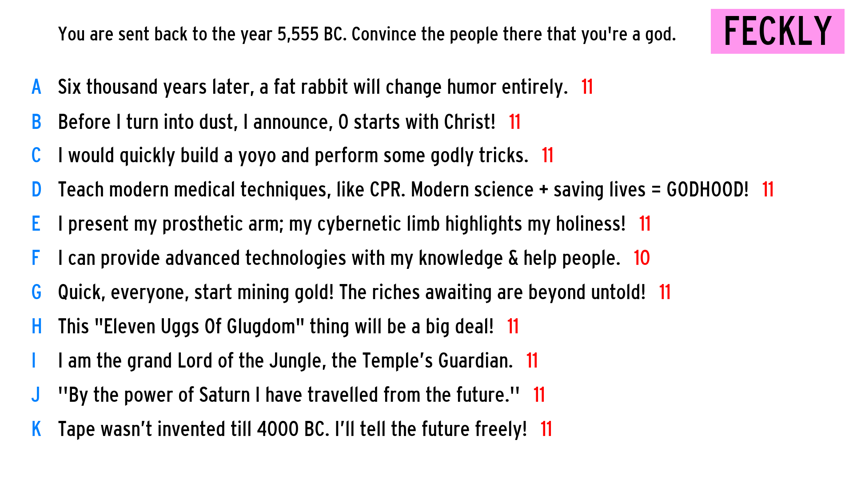 You are sent back to the year 5,555 BC. Convince the people there that you're a god. FECKLY
A Six thousand years later, a fat rabbit will change humor entirely. 11
B Before I turn into dust, I announce, 0 starts with Christ! 11
C I would quickly build a yoyo and perform some godly tricks. 11
D Teach modern medical techniques, like CPR. Modern science + saving lives = GODHOOD! 11
E I present my prosthetic arm; my cybernetic limb highlights my holiness! 11
F I can provide advanced technologies with my knowledge & help people. 10
G Quick, everyone, start mining gold! The riches awaiting are beyond untold! 11
H This "Eleven Uggs Of Glugdom" thing will be a big deal! 11
I I am the grand Lord of the Jungle, the Temple’s Guardian. 11
J ''By the power of Saturn I have travelled from the future.'' 11
K Tape wasn’t invented till 4000 BC. I’ll tell the future freely! 11